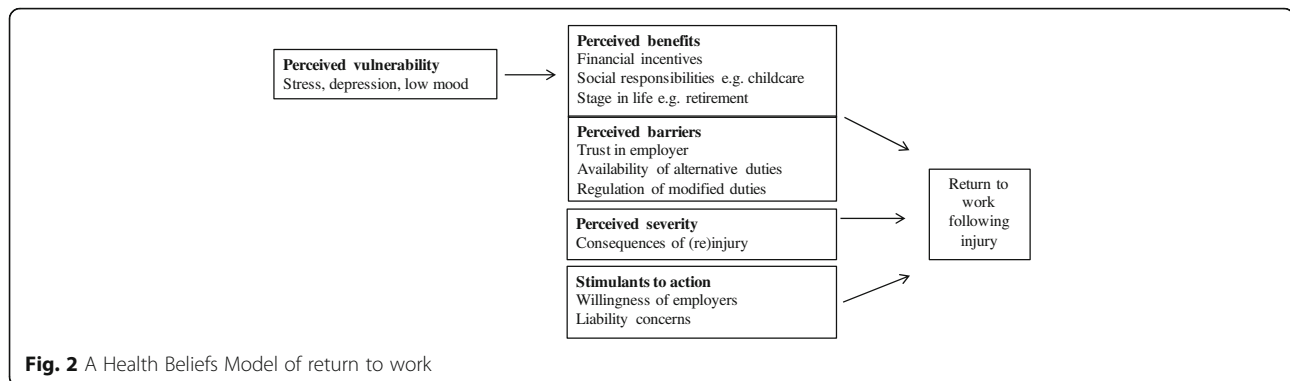 Perceived vulnerability
Stress, depression, low mood
Perceived benefits
Financial incentives
Social responsibilities e.g. childcare
Stage in life e.g. retirement
Perceived barriers
Trust in employer
Availability of alternative duties
Regulation of modified duties
Perceived severity
Consequences of (re)injury
Stimulants to action
Willingness of employers
Liability concerns
Return to
work
following
injury
Fig. 2 A Health Beliefs Model of return to work